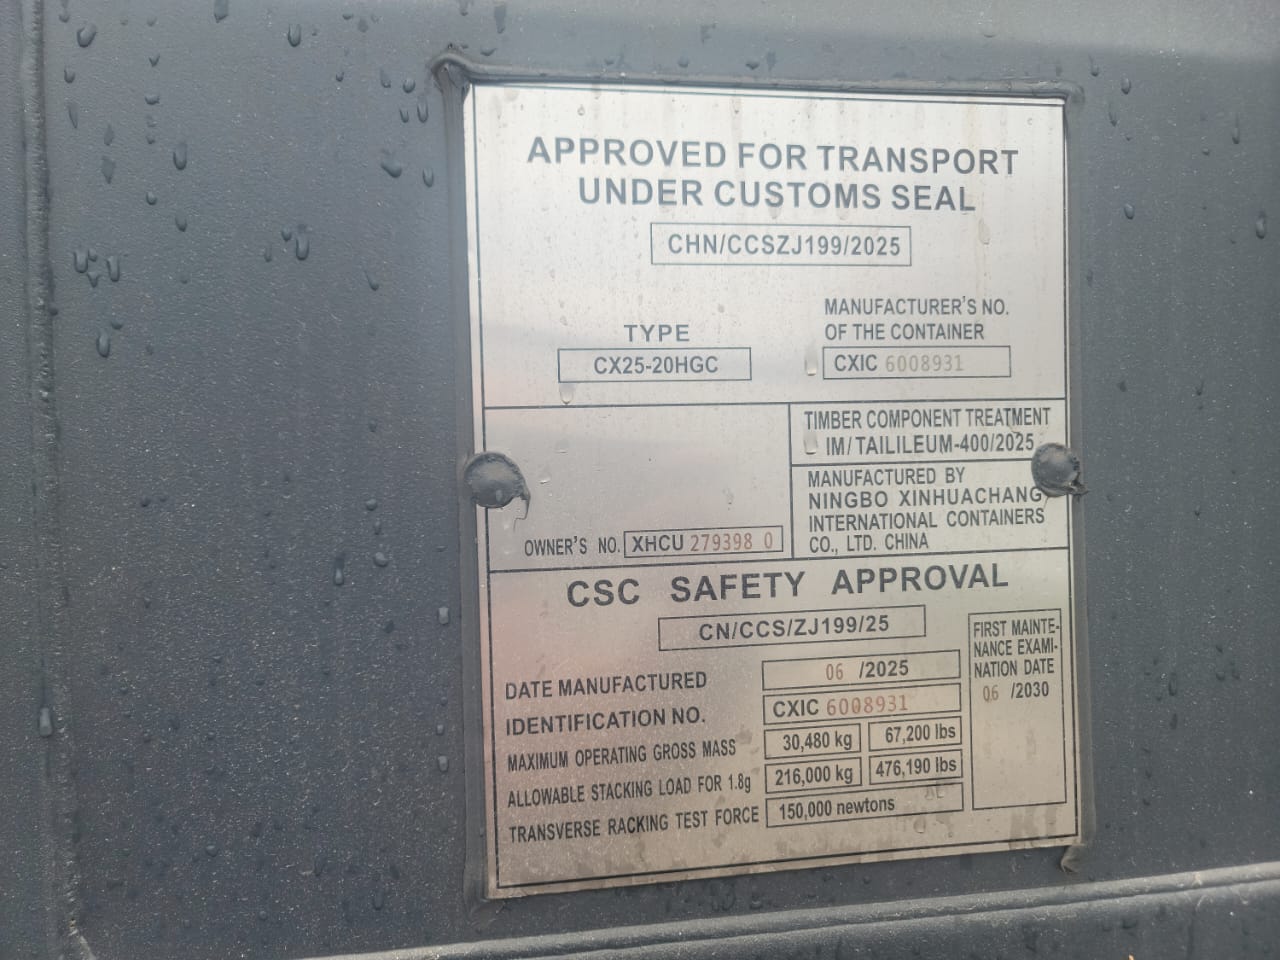 APPROVED FOR TRANSPORT
UNDER CUSTOMS SEAL
CHN/CCSZJ199/2025
TYPE
CX25-20HGC
MANUFACTURER'S NO.
OF THE CONTAINER
CXIC 6008931
TIMBER COMPONENT TREATMENT
IM/TAILILEUM-400/2025
MANUFACTURED BY
NINGBO XINHUACHANG
INTERNATIONAL CONTAINERS
CO., LTD. CHINA
OWNER'S NO. XHCU 279398 0
CSC SAFETY APPROVAL
CN/CCS/ZJ199/25
DATE MANUFACTURED 06 /2025
IDENTIFICATION NO. CXIC 6008931
MAXIMUM OPERATING GROSS MASS 30,480 kg 67,200 lbs
ALLOWABLE STACKING LOAD FOR 1.8g 216,000 kg 476,190 lbs
TRANSVERSE RACKING TEST FORCE 150,000 newtons
FIRST MAINTE-
NANCE EXAMI-
NATION DATE
06 /2030